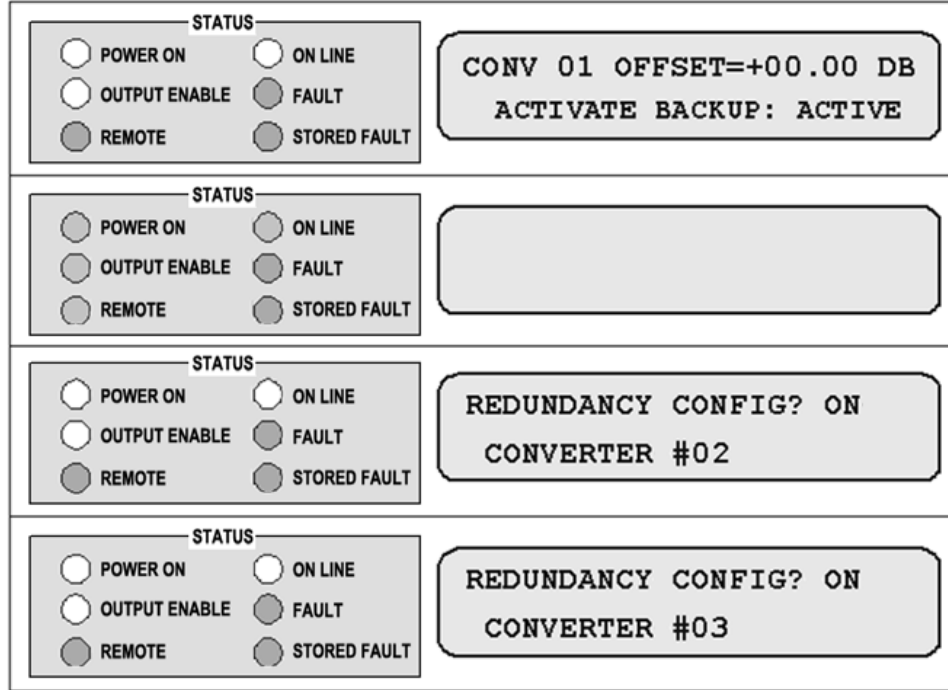 STATUS
POWER ON ON LINE
OUTPUT ENABLE FAULT
REMOTE STORED FAULT
CONV 01 OFFSET=+00.00 DB
ACTIVATE BACKUP: ACTIVE
STATUS
POWER ON ON LINE
OUTPUT ENABLE FAULT
REMOTE STORED FAULT
STATUS
POWER ON ON LINE
OUTPUT ENABLE FAULT
REMOTE STORED FAULT
REDUNDANCY CONFIG? ON
CONVERTER #02
STATUS
POWER ON ON LINE
OUTPUT ENABLE FAULT
REMOTE STORED FAULT
REDUNDANCY CONFIG? ON
CONVERTER #03